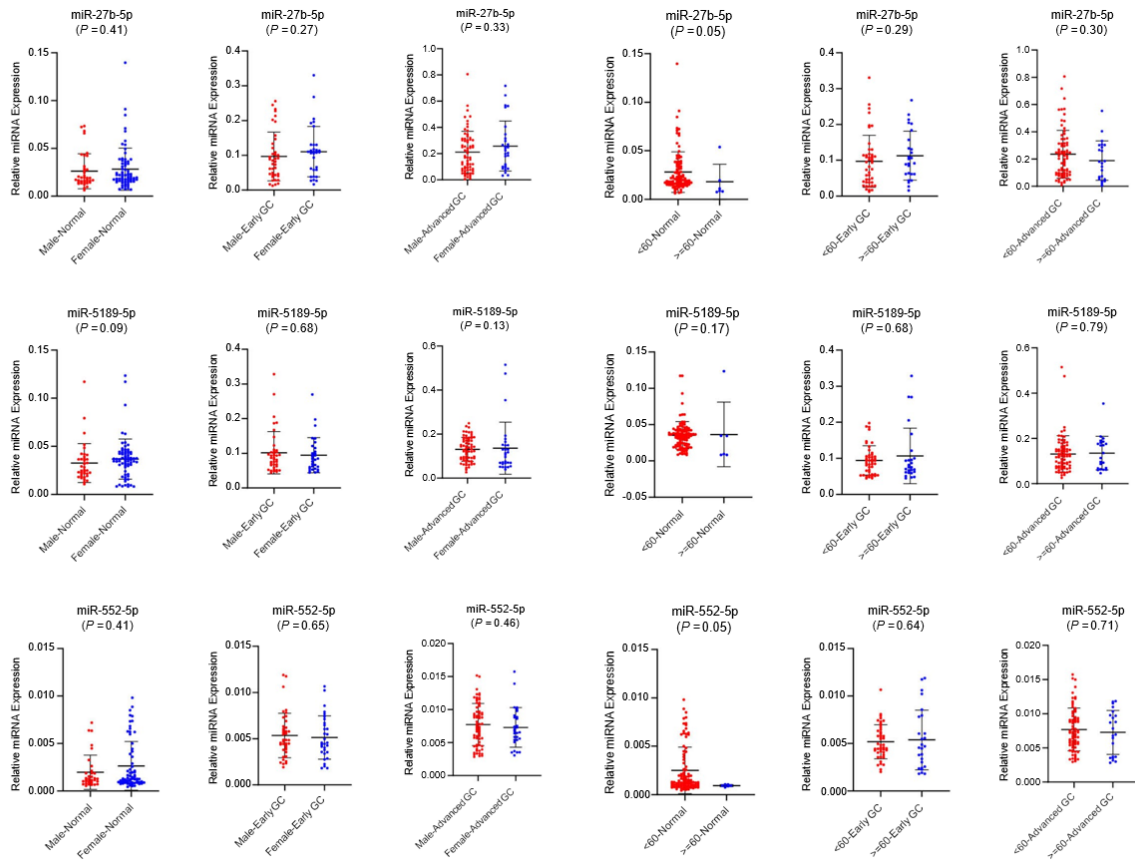 miR-27b-5p
(P = 0.41)
Relative miRNA Expression
0.15
0.10
0.05
0.00
Male-Normal
Female-Normal
miR-27b-5p
(P = 0.27)
Relative miRNA Expression
0.4
0.3
0.2
0.1
0.0
Male-Early GC
Female-Early GC
miR-27b-5p
(P = 0.33)
Relative miRNA Expression
1.0
0.8
0.6
0.4
0.2
0.0
Male-Advanced GC
Female-Advanced GC
miR-27b-5p
(P = 0.05)
Relative miRNA Expression
0.15
0.10
0.05
0.00
<60-Normal
>=60-Normal
miR-27b-5p
(P = 0.29)
Relative miRNA Expression
0.4
0.3
0.2
0.1
0.0
<60-Early GC
>=60-Early GC
miR-27b-5p
(P = 0.30)
Relative miRNA Expression
1.0
0.8
0.6
0.4
0.2
0.0
<60-Advanced GC
>=60-Advanced GC
miR-5189-5p
(P = 0.09)
Relative miRNA Expression
0.15
0.10
0.05
0.00
Male-Normal
Female-Normal
miR-5189-5p
(P = 0.68)
Relative miRNA Expression
0.4
0.3
0.2
0.1
0.0
Male-Early GC
Female-Early GC
miR-5189-5p
(P = 0.13)
Relative miRNA Expression
0.6
0.4
0.2
0.0
Male-Advanced GC
Female-Advanced GC
miR-5189-5p
(P = 0.17)
Relative miRNA Expression
0.15
0.10
0.05
0.00
-0.05
<60-Normal
>=60-Normal
miR-5189-5p
(P = 0.68)
Relative miRNA Expression
0.4
0.3
0.2
0.1
0.0
<60-Early GC
>=60-Early GC
miR-5189-5p
(P = 0.79)
Relative miRNA Expression
0.6
0.4
0.2
0.0
<60-Advanced GC
>=60-Advanced GC
miR-552-5p
(P = 0.41)
Relative miRNA Expression
0.015
0.010
0.005
0.000
Male-Normal
Female-Normal
miR-552-5p
(P = 0.65)
Relative miRNA Expression
0.015
0.010
0.005
0.000
Male-Early GC
Female-Early GC
miR-552-5p
(P = 0.46)
Relative miRNA Expression
0.020
0.015
0.010
0.005
0.000
Male-Advanced GC
Female-Advanced GC
miR-552-5p
(P = 0.05)
Relative miRNA Expression
0.015
0.010
0.005
0.000
<60-Normal
>=60-Normal
miR-552-5p
(P = 0.64)
Relative miRNA Expression
0.015
0.010
0.005
0.000
<60-Early GC
>=60-Early GC
miR-552-5p
(P = 0.71)
Relative miRNA Expression
0.020
0.015
0.010
0.005
0.000
<60-Advanced GC
>=60-Advanced GC